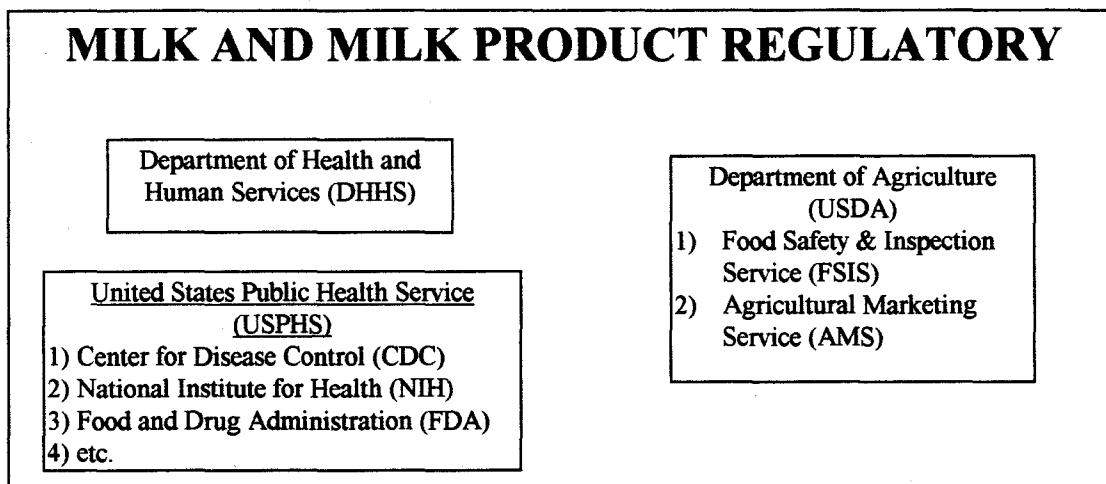 MILK AND MILK PRODUCT REGULATORY
Department of Health and
Human Services (DHHS)
United States Public Health Service
(USPHS)
1) Center for Disease Control (CDC)
2) National Institute for Health (NIH)
3) Food and Drug Administration (FDA)
4) etc.
Department of Agriculture
(USDA)
1) Food Safety & Inspection
Service (FSIS)
2) Agricultural Marketing
Service (AMS)